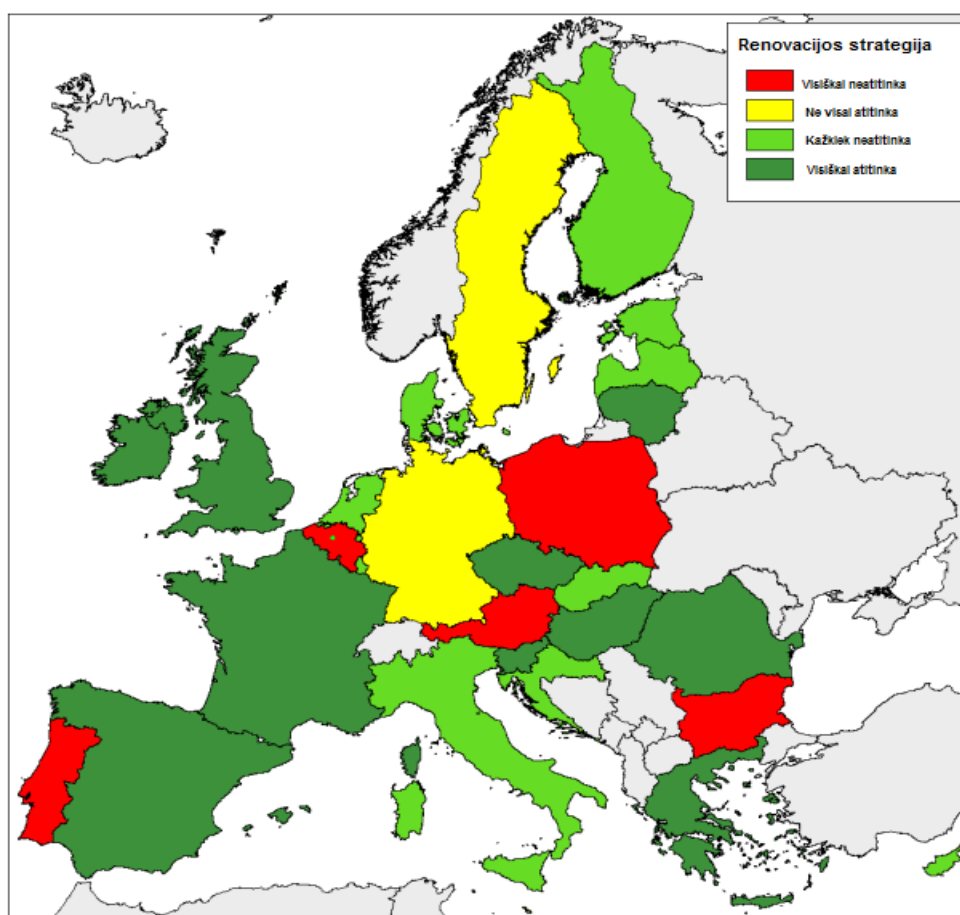 Renovacijos strategija
Visiškai neatitinka
Ne visai atitinka
Kažkiek neatitinka
Visiškai atitinka